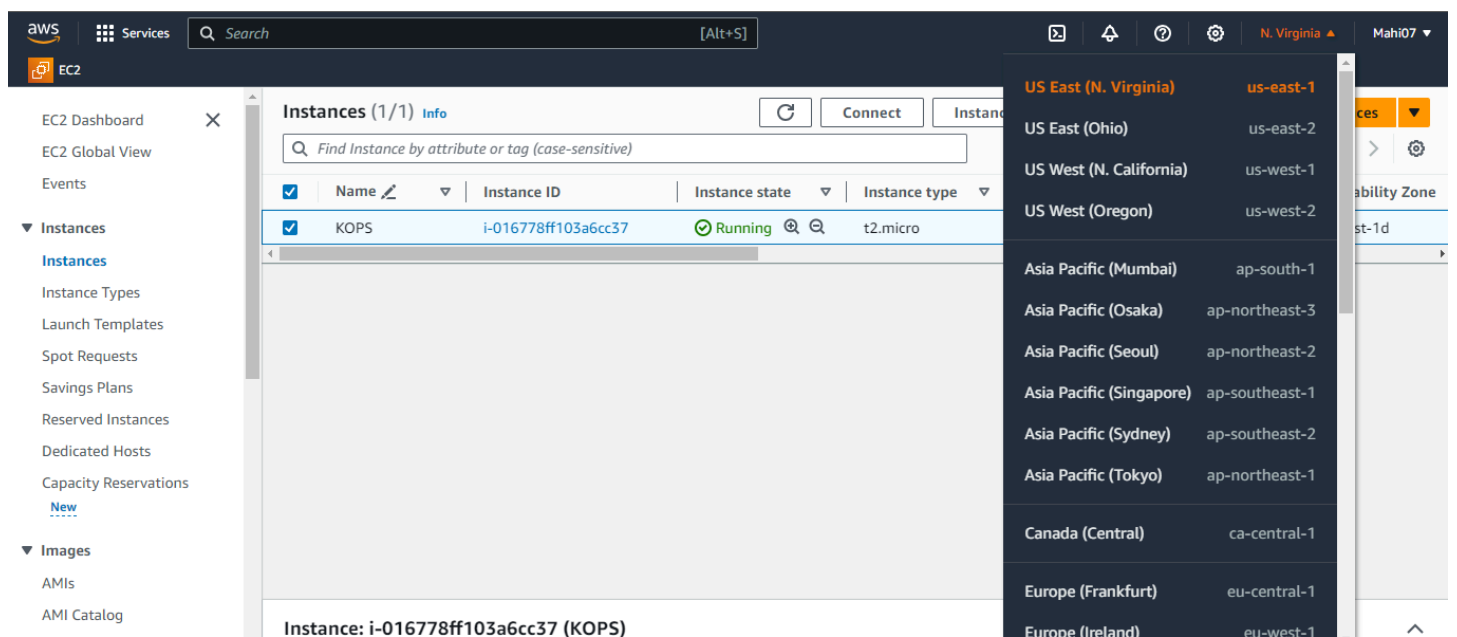 aws Services Search [Alt+S] N. Virginia Mahi07
EC2
EC2 Dashboard
EC2 Global View
Events
Instances
Instances
Instance Types
Launch Templates
Spot Requests
Savings Plans
Reserved Instances
Dedicated Hosts
Capacity Reservations
New
Images
AMIs
AMI Catalog
Instances (1/1) Info Connect
Find Instance by attribute or tag (case-sensitive)
Name Instance ID Instance state Instance type Zone
KOPS i-016778ff103a6cc37 Running t2.micro
Instance: i-016778ff103a6cc37 (KOPS)
US East (N. Virginia) us-east-1
US East (Ohio) us-east-2
US West (N. California) us-west-1
US West (Oregon) us-west-2
Asia Pacific (Mumbai) ap-south-1
Asia Pacific (Osaka) ap-northeast-3
Asia Pacific (Seoul) ap-northeast-2
Asia Pacific (Singapore) ap-southeast-1
Asia Pacific (Sydney) ap-southeast-2
Asia Pacific (Tokyo) ap-northeast-1
Canada (Central) ca-central-1
Europe (Frankfurt) eu-central-1
Europe (Ireland) eu-west-1